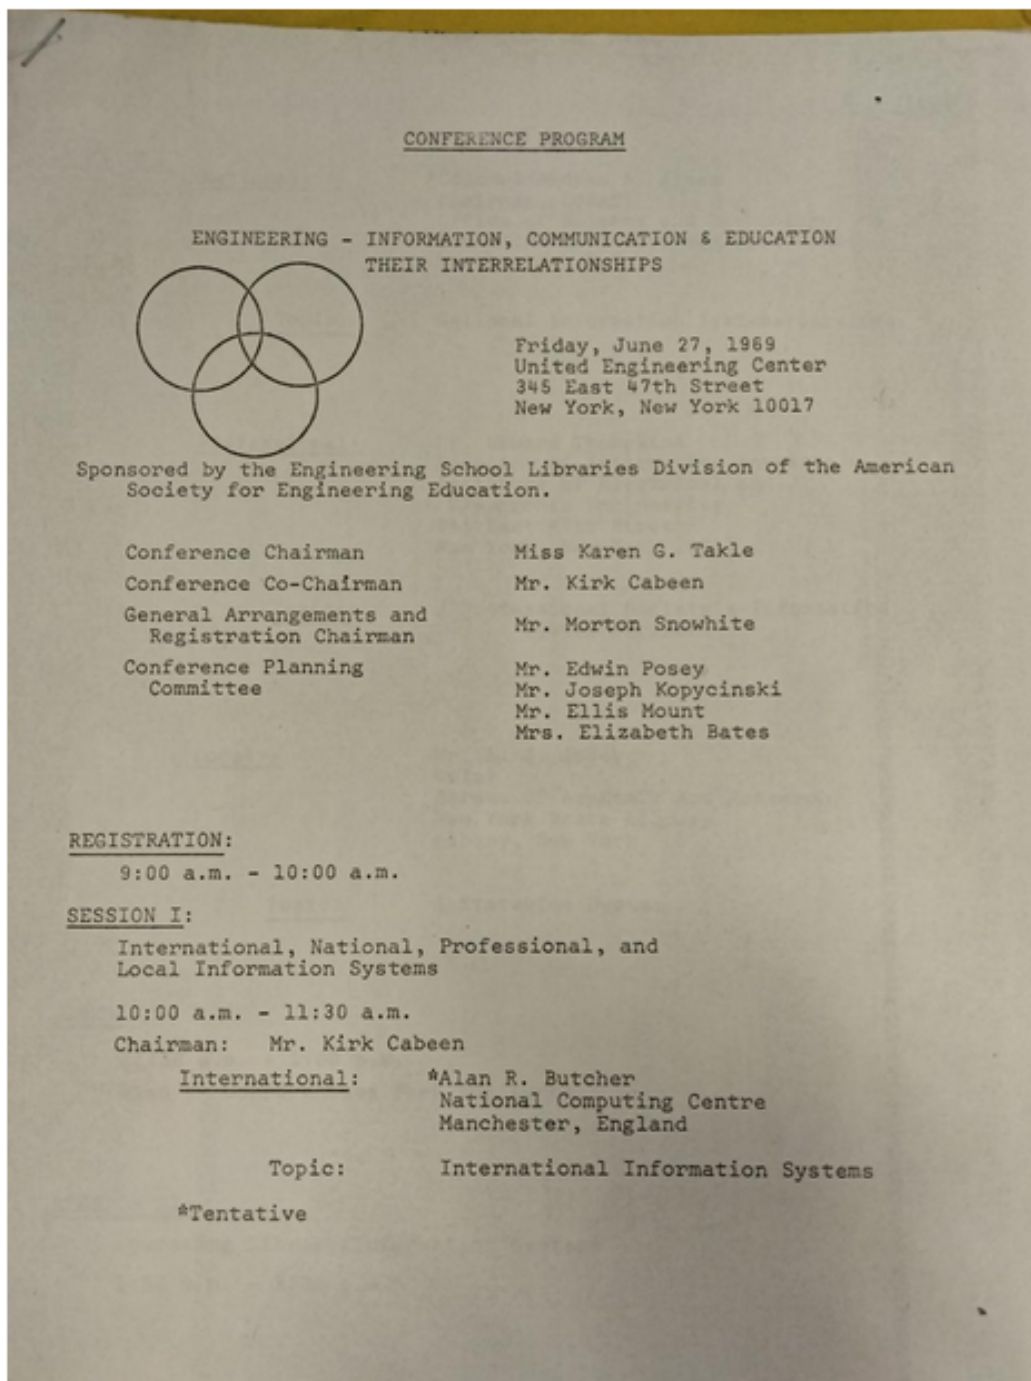 CONFERENCE PROGRAM
ENGINEERING - INFORMATION, COMMUNICATION & EDUCATION
THEIR INTERRELATIONSHIPS
Friday, June 27, 1969
United Engineering Center
345 East 47th Street
New York, New York 10017
Sponsored by the Engineering School Libraries Division of the American
Society for Engineering Education.
Conference Chairman Miss Karen G. Takle
Conference Co-Chairman Mr. Kirk Cabeen
General Arrangements and
Registration Chairman Mr. Morton Snowhite
Conference Planning Mr. Edwin Posey
Committee Mr. Joseph Kopycinski
Mr. Ellis Mount
Mrs. Elizabeth Bates
REGISTRATION:
9:00 a.m. - 10:00 a.m.
SESSION I:
International, National, Professional, and
Local Information Systems
10:00 a.m. - 11:30 a.m.
Chairman: Mr. Kirk Cabeen
International: *Alan R. Butcher
National Computing Centre
Manchester, England
Topic: International Information Systems
*Tentative